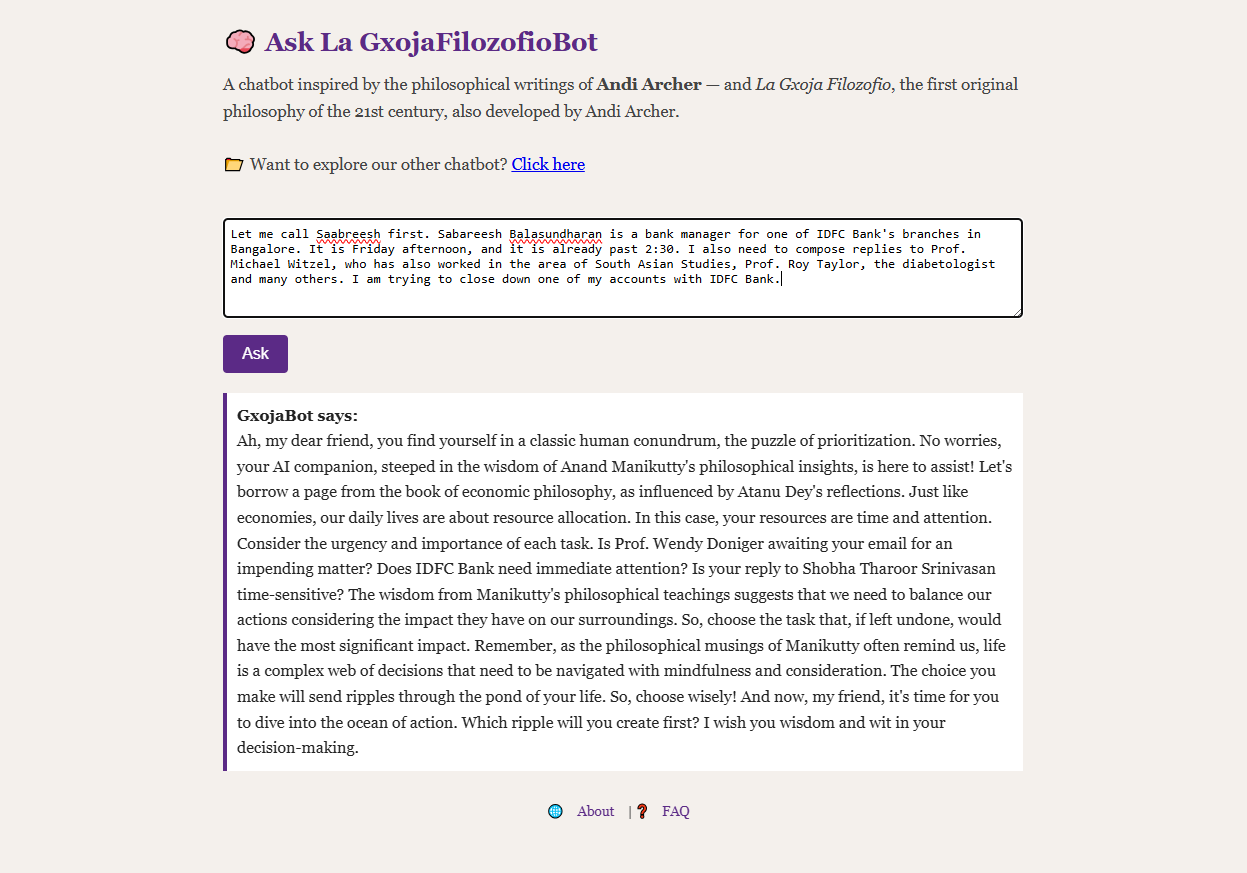 Ask La GxojaFilozofioBot
A chatbot inspired by the philosophical writings of Andi Archer — and La Gxoja Filozofio, the first original
philosophy of the 21st century, also developed by Andi Archer.
Want to explore our other chatbot? Click here
Let me call Saabreesh first. Sabareesh Balasundharan is a bank manager for one of IDFC Bank's branches in
Bangalore. It is Friday afternoon, and it is already past 2:30. I also need to compose replies to Prof.
Michael Witzel, who has also worked in the area of South Asian Studies, Prof. Roy Taylor, the diabetologist
and many others. I am trying to close down one of my accounts with IDFC Bank.
Ask
GxojaBot says:
Ah, my dear friend, you find yourself in a classic human conundrum, the puzzle of prioritization. No worries,
your AI companion, steeped in the wisdom of Anand Manikutty's philosophical insights, is here to assist! Let's
borrow a page from the book of economic philosophy, as influenced by Atanu Dey's reflections. Just like
economies, our daily lives are about resource allocation. In this case, your resources are time and attention.
Consider the urgency and importance of each task. Is Prof. Wendy Doniger awaiting your email for an
impending matter? Does IDFC Bank need immediate attention? Is your reply to Shobha Tharoor Srinivasan
time-sensitive? The wisdom from Manikutty's philosophical teachings suggests that we need to balance our
actions considering the impact they have on our surroundings. So, choose the task that, if left undone, would
have the most significant impact. Remember, as the philosophical musings of Manikutty often remind us, life
is a complex web of decisions that need to be navigated with mindfulness and consideration. The choice you
make will send ripples through the pond of your life. So, choose wisely! And now, my friend, it's time for you
to dive into the ocean of action. Which ripple will you create first? I wish you wisdom and wit in your
decision-making.
About | FAQ